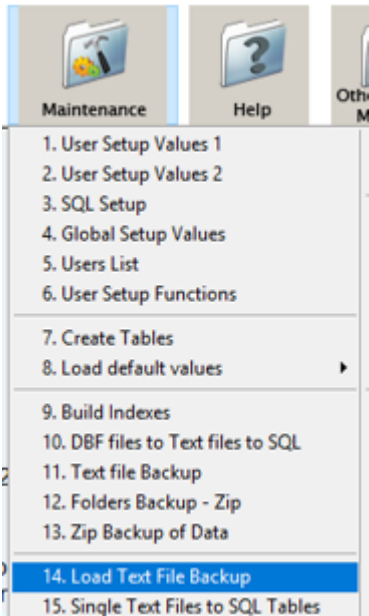 Maintenance
Help
Oth
M
1. User Setup Values 1
2. User Setup Values 2
3. SQL Setup
4. Global Setup Values
5. Users List
6. User Setup Functions
7. Create Tables
8. Load default values
9. Build Indexes
10. DBF files to Text files to SQL
11. Text file Backup
12. Folders Backup - Zip
13. Zip Backup of Data
14. Load Text File Backup
15. Single Text Files to SQL Tables